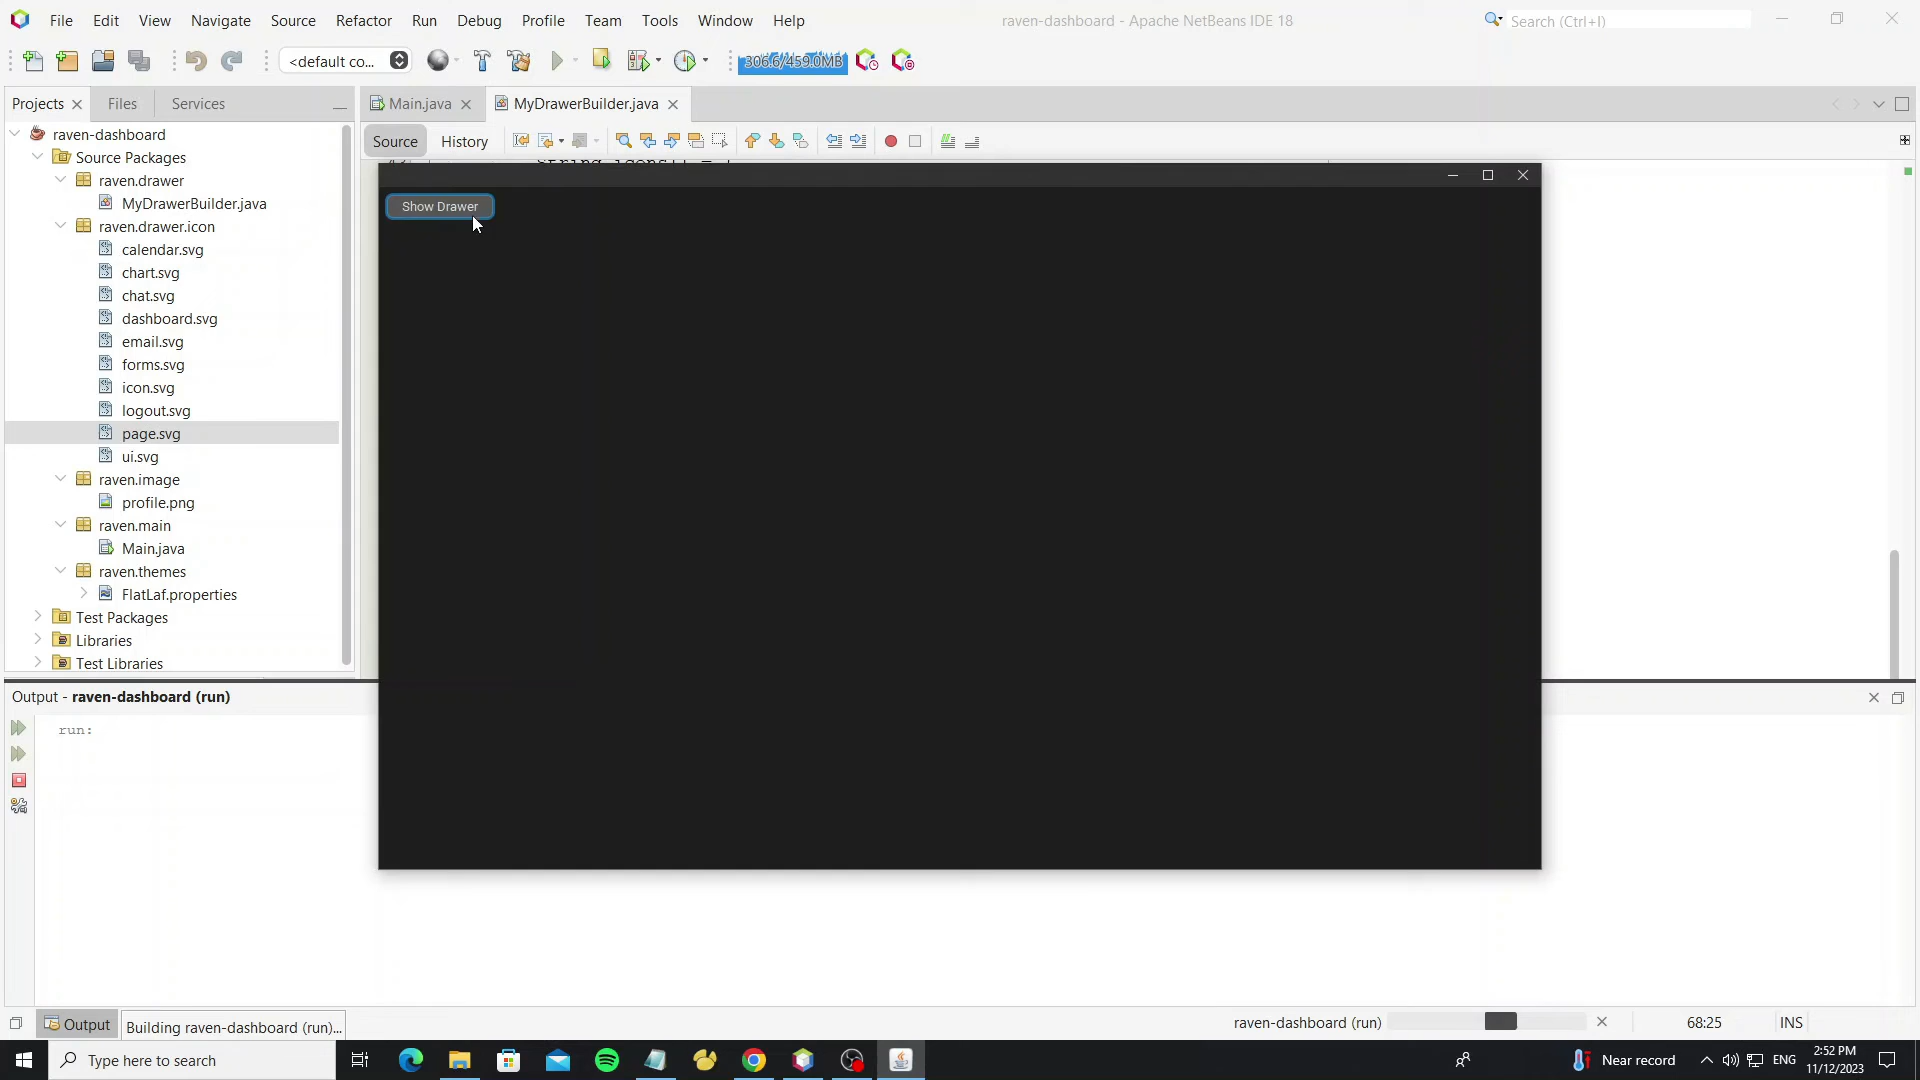 File Edit View Navigate Source Refactor Run Debug Profile Team Tools Window Help
raven-dashboard - Apache NetBeans IDE 18
Search (Ctrl+I)
<default co...
306.6/459.0MB
Projects
Files
Services
Main.java
MyDrawerBuilder.java
Source
History
raven-dashboard
Source Packages
raven.drawer
MyDrawerBuilder.java
raven.drawer.icon
calendar.svg
chart.svg
chat.svg
dashboard.svg
email.svg
forms.svg
icon.svg
logout.svg
page.svg
ui.svg
raven.image
profile.png
raven.main
Main.java
raven.themes
FlatLaf.properties
Test Packages
Libraries
Test Libraries
Show Drawer
Output - raven-dashboard (run)
run:
Output
Building raven-dashboard (run)...
raven-dashboard (run)
68:25
INS
Type here to search
Near record
ENG
2:52 PM
11/12/2023